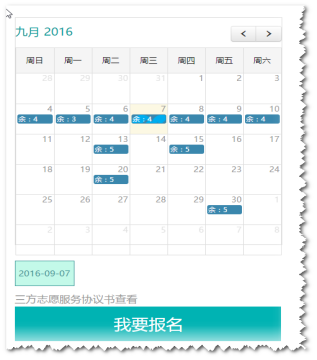 九月 2016
< >
周日 周一 周二 周三 周四 周五 周六
28 29 30 31 1 2 3
4 5 6 7 8 9 10
余：4 余：3 余：4 余：4 余：4 余：4 余：4
11 12 13 14 15 16 17
余：5 余：5
18 19 20 21 22 23 24
余：5
25 26 27 28 29 30 1
余：5
2 3 4 5 6 7 8
2016-09-07
三方志愿服务协议书查看
我要报名